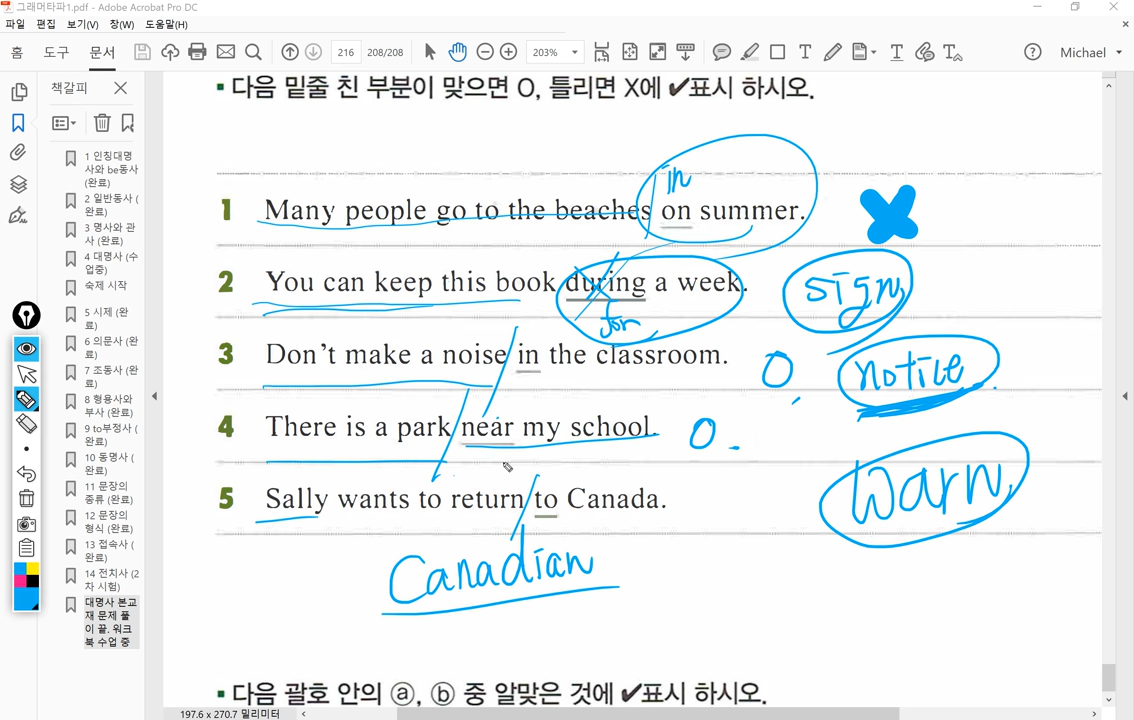 그래머타파1.pdf - Adobe Acrobat Pro DC
파일 편집 보기(V) 창(W) 도움말(H)
홈 도구 문서 216 208/208 203% Michael
책갈피
1 인칭대명
사와 be동사
(완료)
2 일반동사 (
완료)
3 명사와 관
사 (완료)
4 대명사 (수
업중)
숙제 시작
5 시제 (완
료)
6 의문사 (완
료)
7 조동사 (완
료)
8 형용사와
부사 (완료)
9 to부정사 (
완료)
10 동명사 (
완료)
11 문장의
종류 (완료)
12 문장의
형식 (완료)
13 접속사 (
완료)
14 전치사 (2
차 시험)
대명사 본교
재 문제 풀
이 끝. 워크
북 수업 중
다음 밑줄 친 부분이 맞으면 O, 틀리면 X에 ✔표시 하시오.
in
1 Many people go to the beaches on summer. X
2 You can keep this book during a week. sign
for
3 Don't make a noise in the classroom. O notice
4 There is a park near my school. O
5 Sally wants to return to Canada. warn
Canadian
다음 괄호 안의 ⓐ, ⓑ 중 알맞은 것에 ✔표시 하시오.
197.6 x 270.7 밀리미터